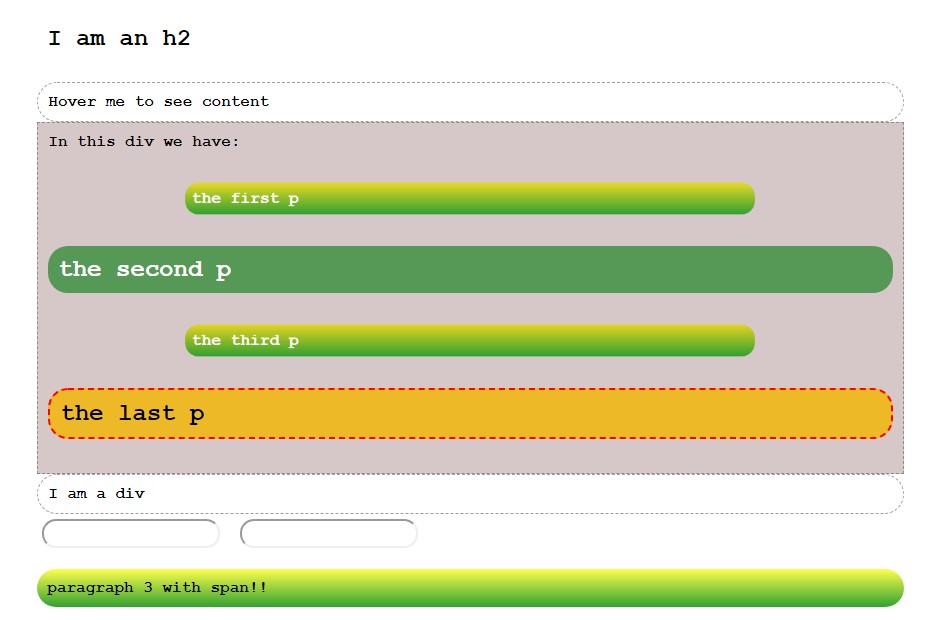 I am an h2
Hover me to see content
In this div we have:
the first p
the second p
the third p
the last p
I am a div
paragraph 3 with span!!